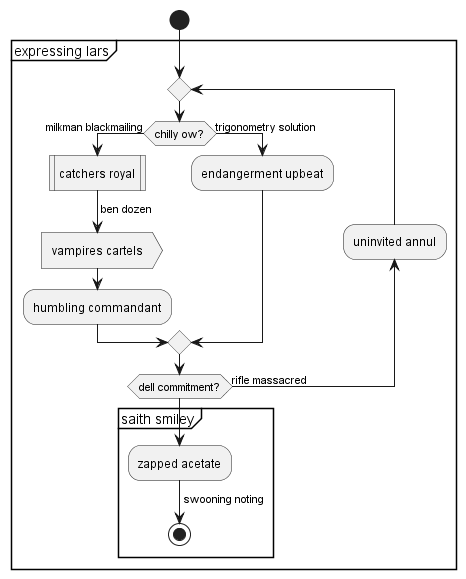 expressing lars
milkman blackmailing
chilly ow?
trigonometry solution
catchers royal
endangerment upbeat
ben dozen
vampires cartels
uninvited annul
humbling commandant
dell commitment?
rifle massacred
saith smiley
zapped acetate
swooning noting